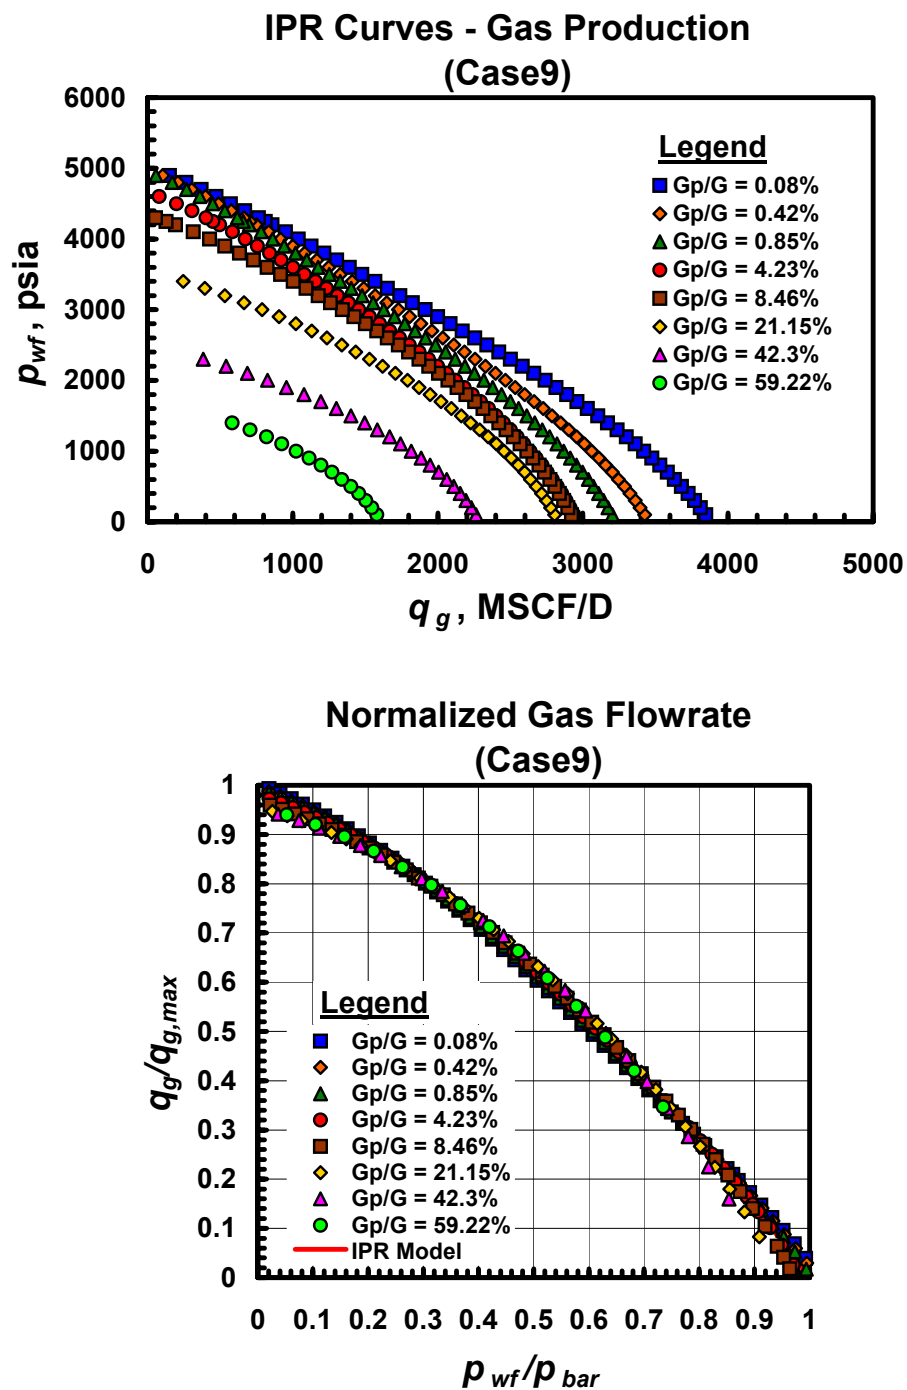 IPR Curves - Gas Production
(Case9)
6000
5000
4000
3000
2000
1000
0
p wf , psia
Legend
Gp/G = 0.08%
Gp/G = 0.42%
Gp/G = 0.85%
Gp/G = 4.23%
Gp/G = 8.46%
Gp/G = 21.15%
Gp/G = 42.3%
Gp/G = 59.22%
0 1000 2000 3000 4000 5000
q g , MSCF/D
Normalized Gas Flowrate
(Case9)
1
0.9
0.8
0.7
0.6
0.5
0.4
0.3
0.2
0.1
0
q g / q g,max
Legend
Gp/G = 0.08%
Gp/G = 0.42%
Gp/G = 0.85%
Gp/G = 4.23%
Gp/G = 8.46%
Gp/G = 21.15%
Gp/G = 42.3%
Gp/G = 59.22%
IPR Model
0 0.1 0.2 0.3 0.4 0.5 0.6 0.7 0.8 0.9 1
p wf / p bar